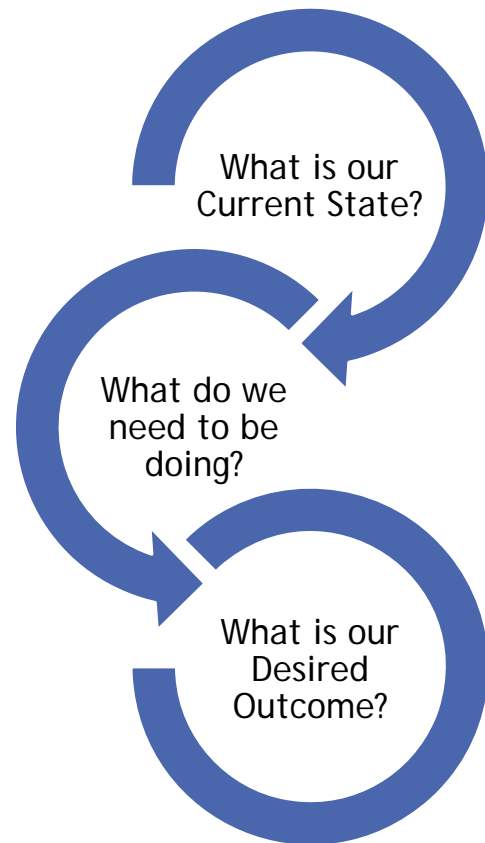 What is our
Current State?
What do we
need to be
doing?
What is our
Desired
Outcome?